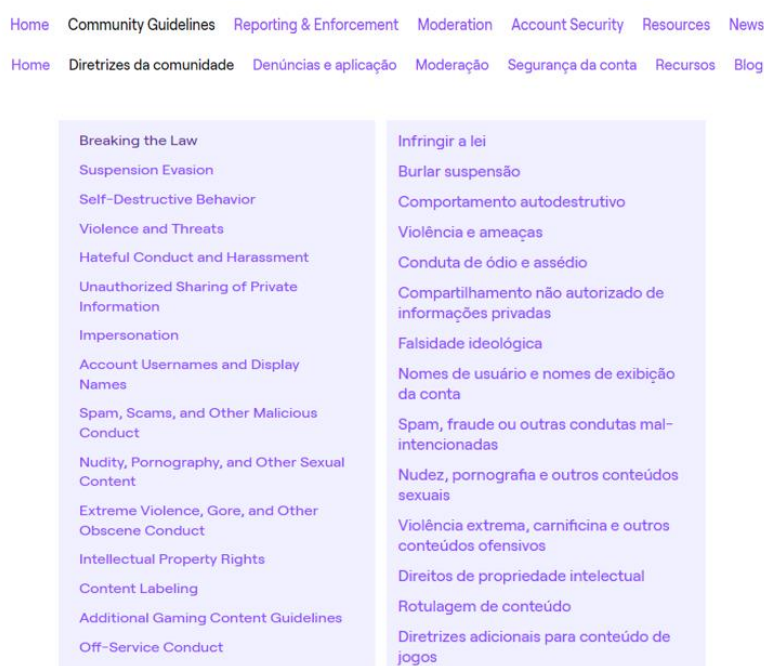 Home Community Guidelines Reporting & Enforcement Moderation Account Security Resources News
Home Diretrizes da comunidade Denúncias e aplicação Moderação Segurança da conta Recursos Blog
Breaking the Law
Suspension Evasion
Self-Destructive Behavior
Violence and Threats
Hateful Conduct and Harassment
Unauthorized Sharing of Private
Information
Impersonation
Account Usernames and Display
Names
Spam, Scams, and Other Malicious
Conduct
Nudity, Pornography, and Other Sexual
Content
Extreme Violence, Gore, and Other
Obscene Conduct
Intellectual Property Rights
Content Labeling
Additional Gaming Content Guidelines
Off-Service Conduct
Infringir a lei
Burlar suspensão
Comportamento autodestrutivo
Violência e ameaças
Conduta de ódio e assédio
Compartilhamento não autorizado de
informações privadas
Falsidade ideológica
Nomes de usuário e nomes de exibição
da conta
Spam, fraude ou outras condutas mal-
intencionadas
Nudez, pornografia e outros conteúdos
sexuais
Violência extrema, carnificina e outros
conteúdos ofensivos
Direitos de propriedade intelectual
Rotulagem de conteúdo
Diretrizes adicionais para conteúdo de
jogos